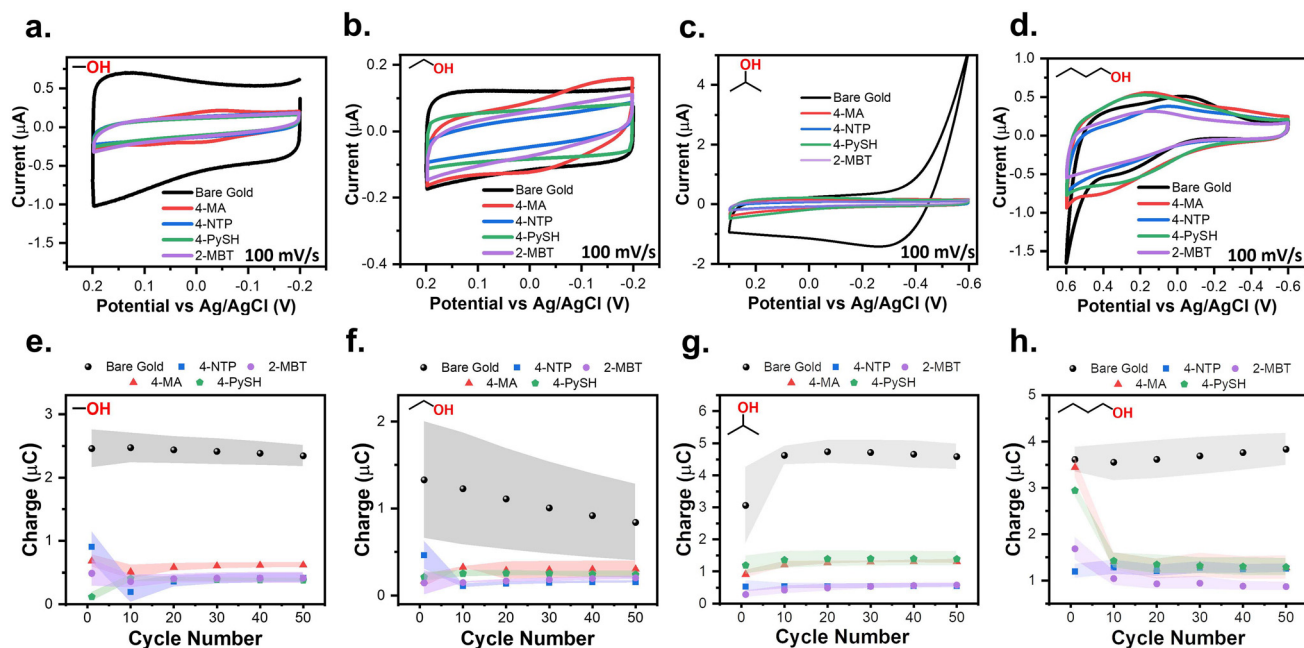 a.
OH
Current (μA)
0.5
0.0
-0.5
-1.0
-1.5
Bare Gold
4-MA
4-NTP
4-PySH
2-MBT
100 mV/s
0.2 0.1 0.0 -0.1 -0.2
Potential vs Ag/AgCl (V)
b.
OH
Current (μA)
0.2
0.0
-0.2
-0.4
Bare Gold
4-MA
4-NTP
4-PySH
2-MBT
100 mV/s
0.2 0.1 0.0 -0.1 -0.2
Potential vs Ag/AgCl (V)
c.
OH
Current (μA)
4
2
0
-2
Bare Gold
4-MA
4-NTP
4-PySH
2-MBT
100 mV/s
0.2 0.0 -0.2 -0.4 -0.6
Potential vs Ag/AgCl (V)
d.
OH
Current (μA)
1.0
0.5
0.0
-0.5
-1.0
-1.5
Bare Gold
4-MA
4-NTP
4-PySH
2-MBT
100 mV/s
0.6 0.4 0.2 0.0 -0.2 -0.4 -0.6
Potential vs Ag/AgCl (V)
e.
Bare Gold 4-NTP 2-MBT
4-MA 4-PySH
OH
Charge (μC)
3
2
1
0
0 10 20 30 40 50
Cycle Number
f.
Bare Gold 4-NTP 2-MBT
4-MA 4-PySH
OH
Charge (μC)
2
1
0
0 10 20 30 40 50
Cycle Number
g.
Bare Gold 4-NTP 2-MBT
4-MA 4-PySH
OH
Charge (μC)
6
5
4
3
2
1
0
0 10 20 30 40 50
Cycle Number
h.
Bare Gold 4-NTP 2-MBT
4-MA 4-PySH
OH
Charge (μC)
5
4
3
2
1
0 10 20 30 40 50
Cycle Number